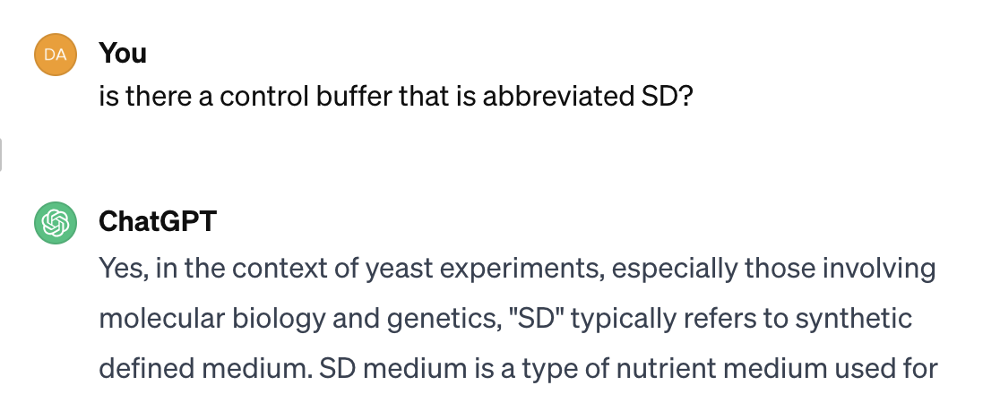 DA
You
is there a control buffer that is abbreviated SD?
ChatGPT
Yes, in the context of yeast experiments, especially those involving
molecular biology and genetics, "SD" typically refers to synthetic
defined medium. SD medium is a type of nutrient medium used for